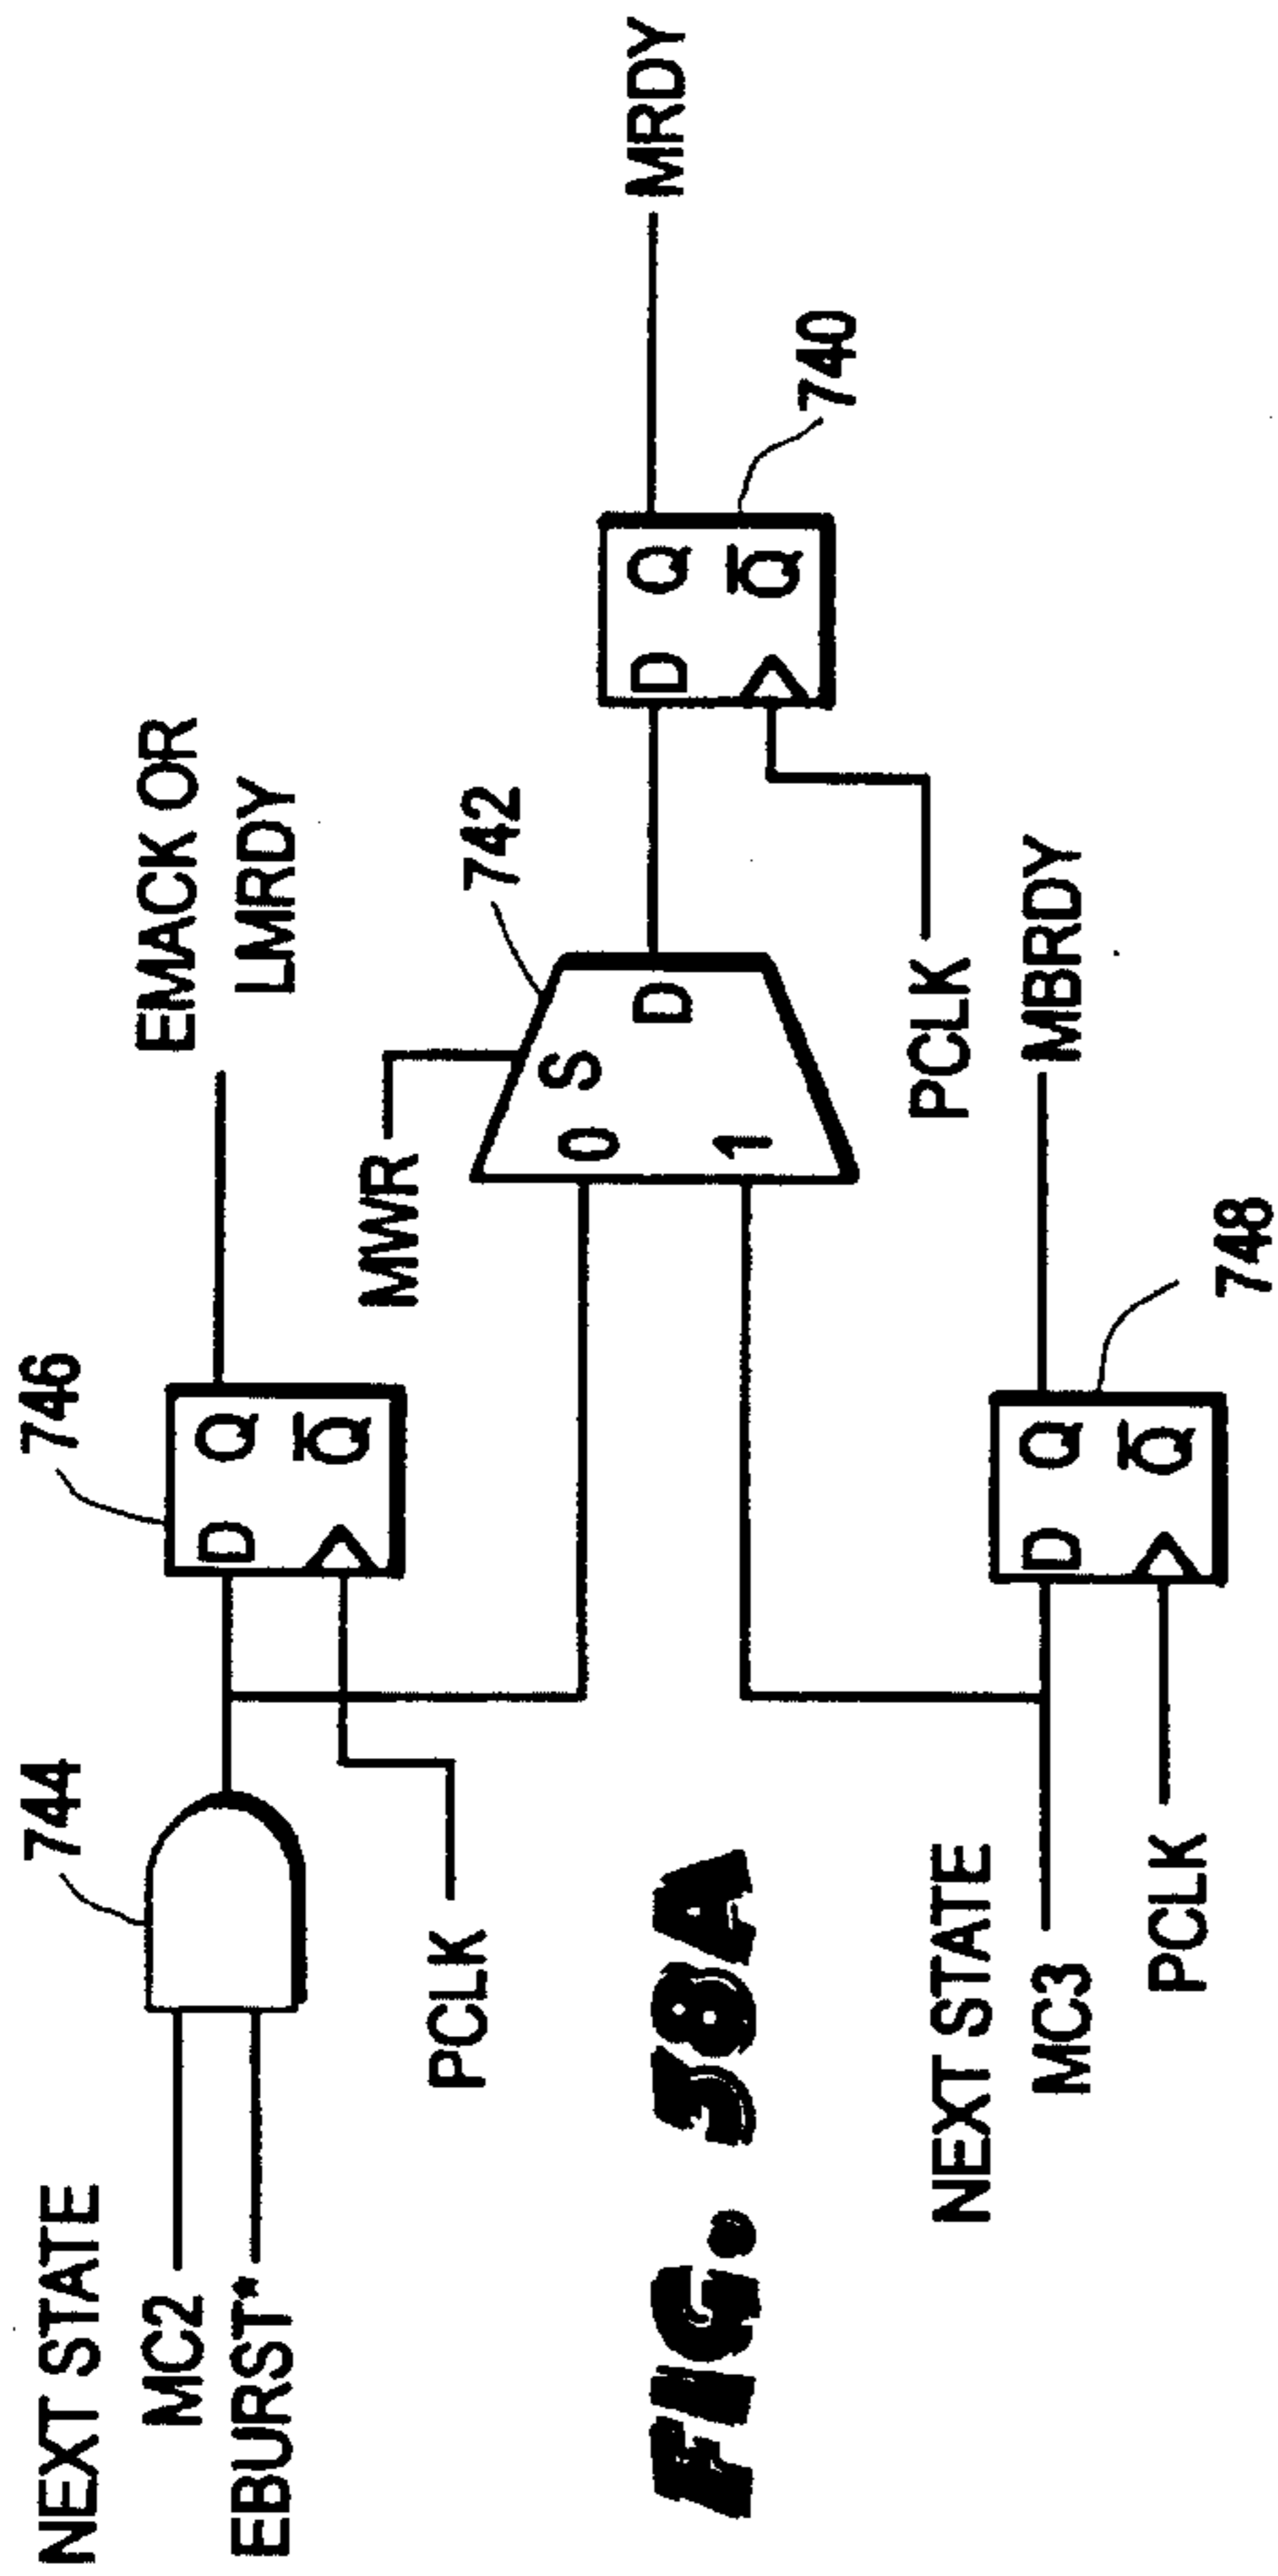 NEXT STATE
MC2
EBURST*
744
746
D Q
Q
PCLK
EMACK OR
LMRDY
MWR
742
S
0
1
D
D Q
Q
740
MRDY
PCLK
NEXT STATE
MC3
PCLK
D Q
Q
748
MBRDY
FIG. 38A